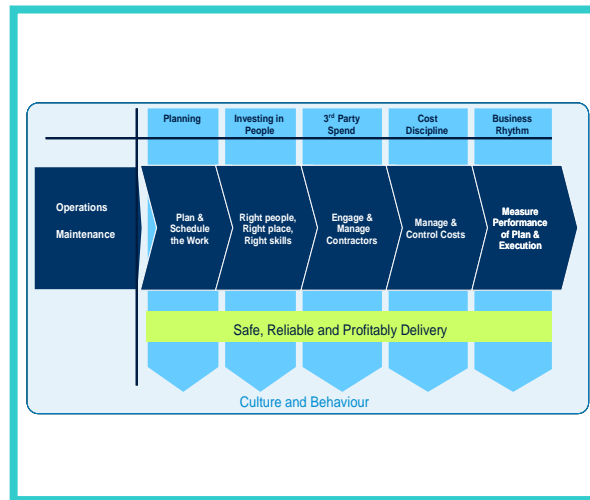 Planning
Investing in
People
3rd Party
Spend
Cost
Discipline
Business
Rhythm
Operations
Maintenance
Plan &
Schedule
the Work
Right people,
Right place,
Right skills
Engage &
Manage
Contractors
Manage &
Control Costs
Measure
Performance
of Plan &
Execution
Safe, Reliable and Profitably Delivery
Culture and Behaviour